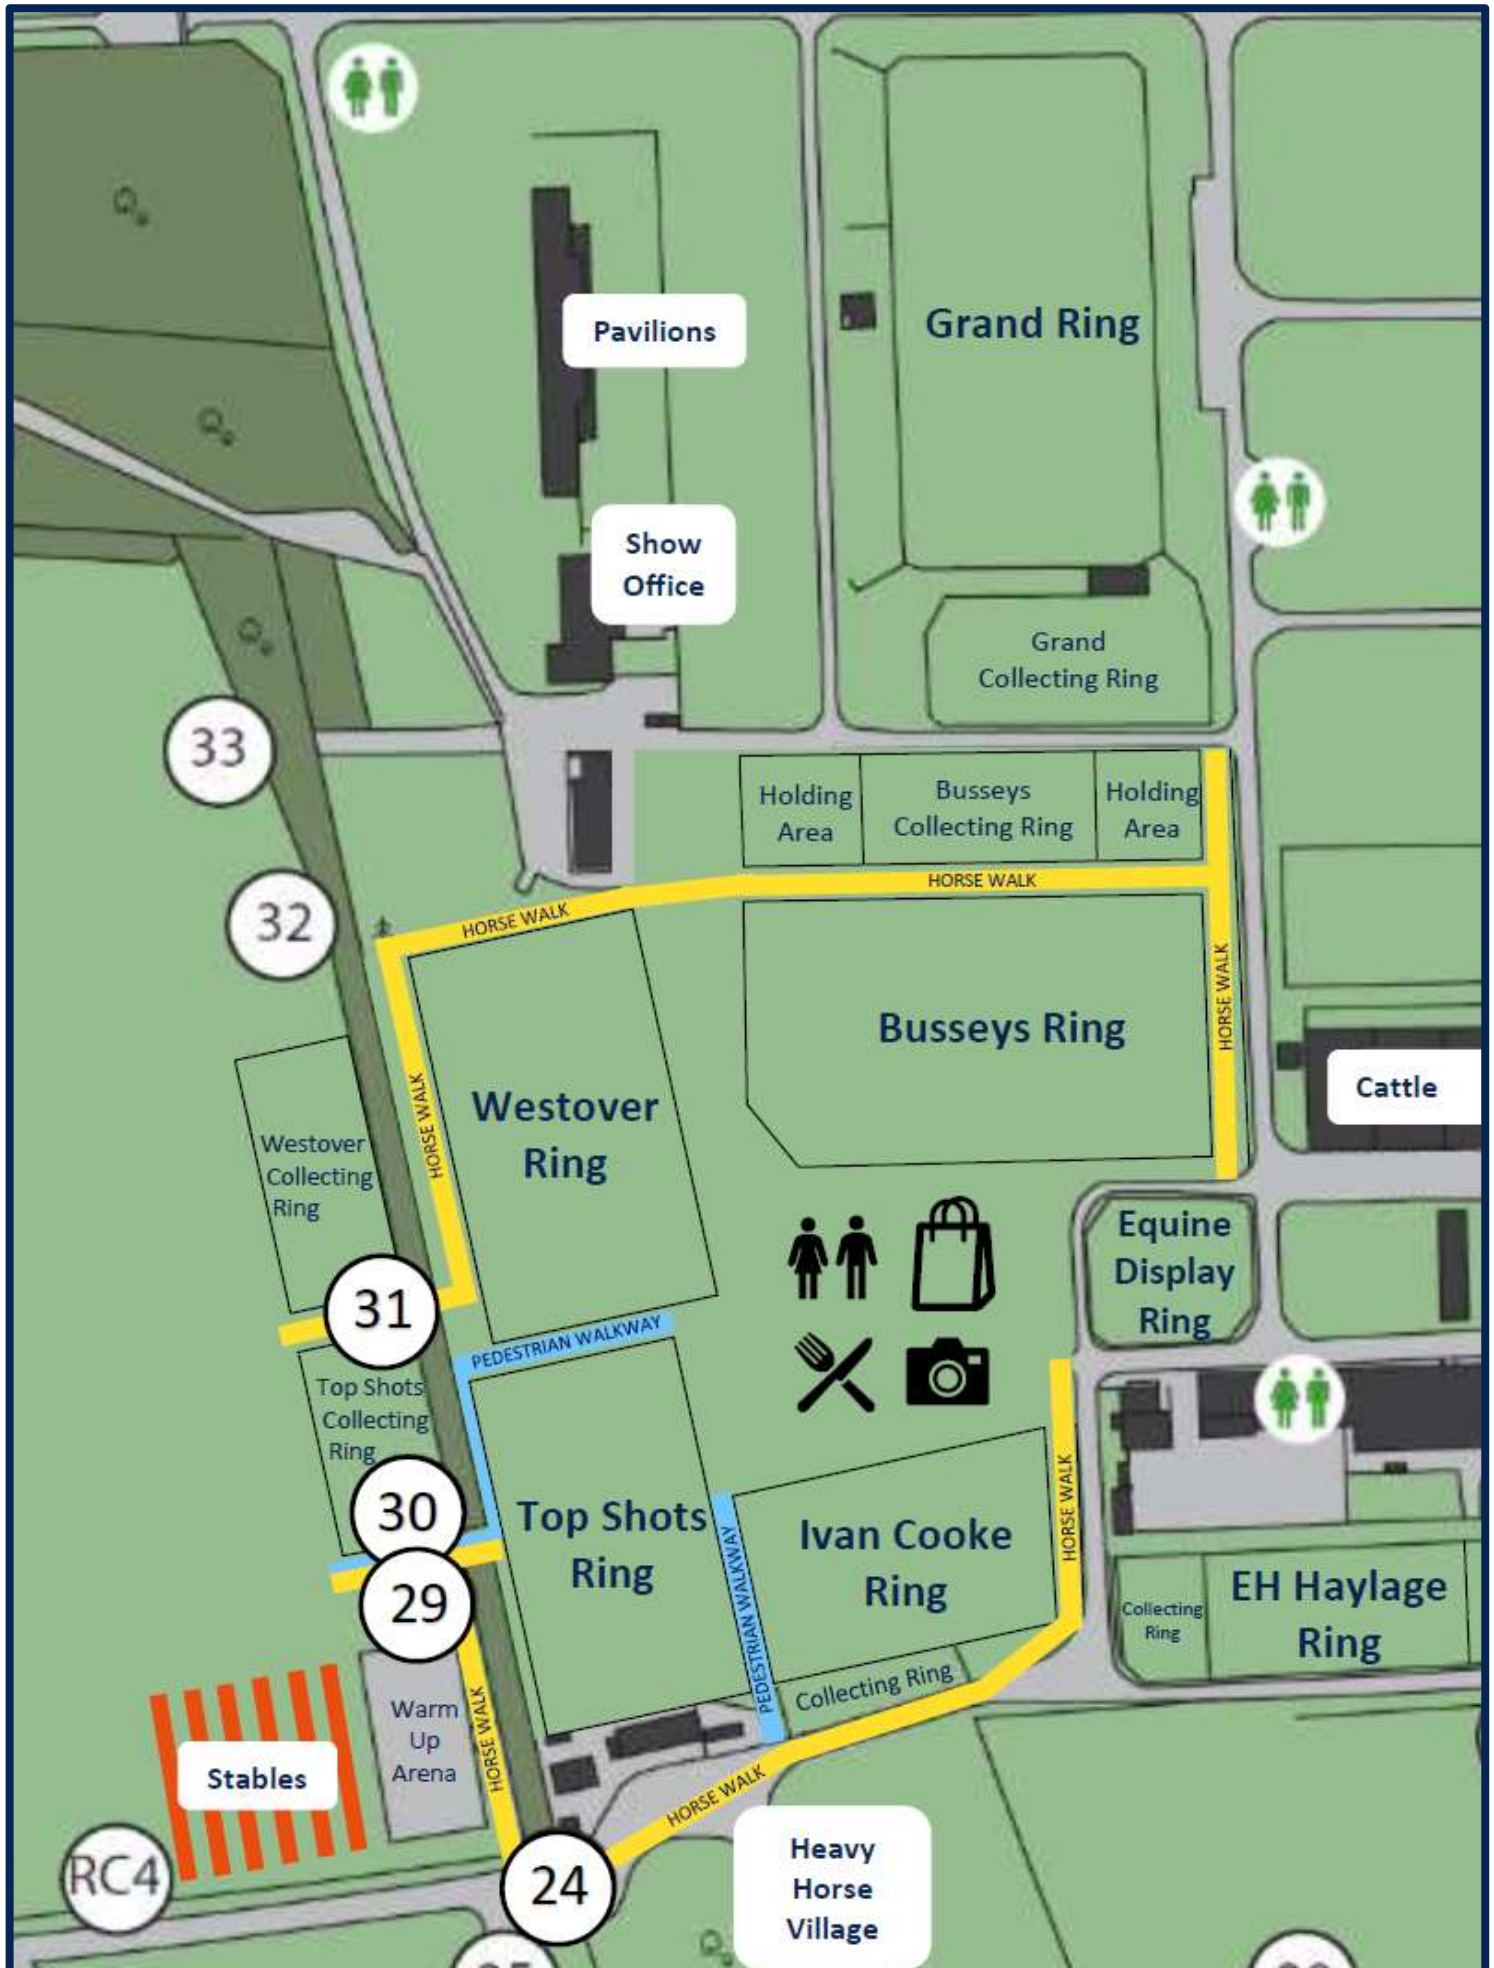 Pavilions
Grand Ring
Show
Office
Grand
Collecting Ring
33
Holding
Area
Busseys
Collecting Ring
Holding
Area
HORSE WALK
HORSE WALK
32
HORSE WALK
Busseys Ring
Cattle
Westover
Ring
HORSE WALK
Westover
Collecting
Ring
Equine
Display
Ring
31
PEDESTRIAN WALKWAY
Top Shots
Collecting
Ring
30
Top Shots
Ring
Ivan Cooke
Ring
HORSE WALK
PEDESTRIAN WALKWAY
EH Haylage
Ring
Collecting
Ring
29
Collecting Ring
Warm
Up
Arena
HORSE WALK
Stables
HORSE WALK
RC4
24
Heavy
Horse
Village